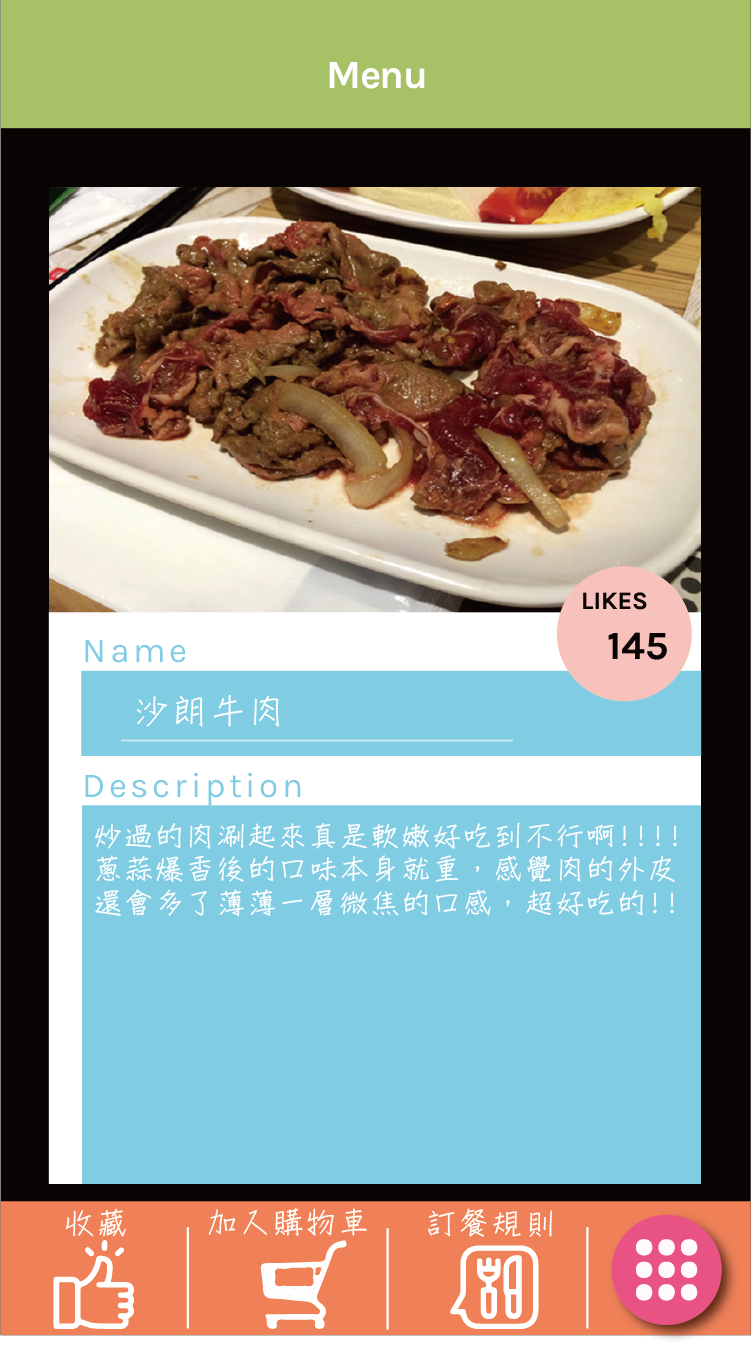 Menu
LIKES
145
Name
沙朗牛肉
Description
炒過的肉涮起來真是軟嫩好吃到不行啊!!!!
蔥蒜爆香後的口味本身就重，感覺肉的外皮
還會多了薄薄一層微焦的口感，超好吃的!!
收藏
加入購物車
訂餐規則